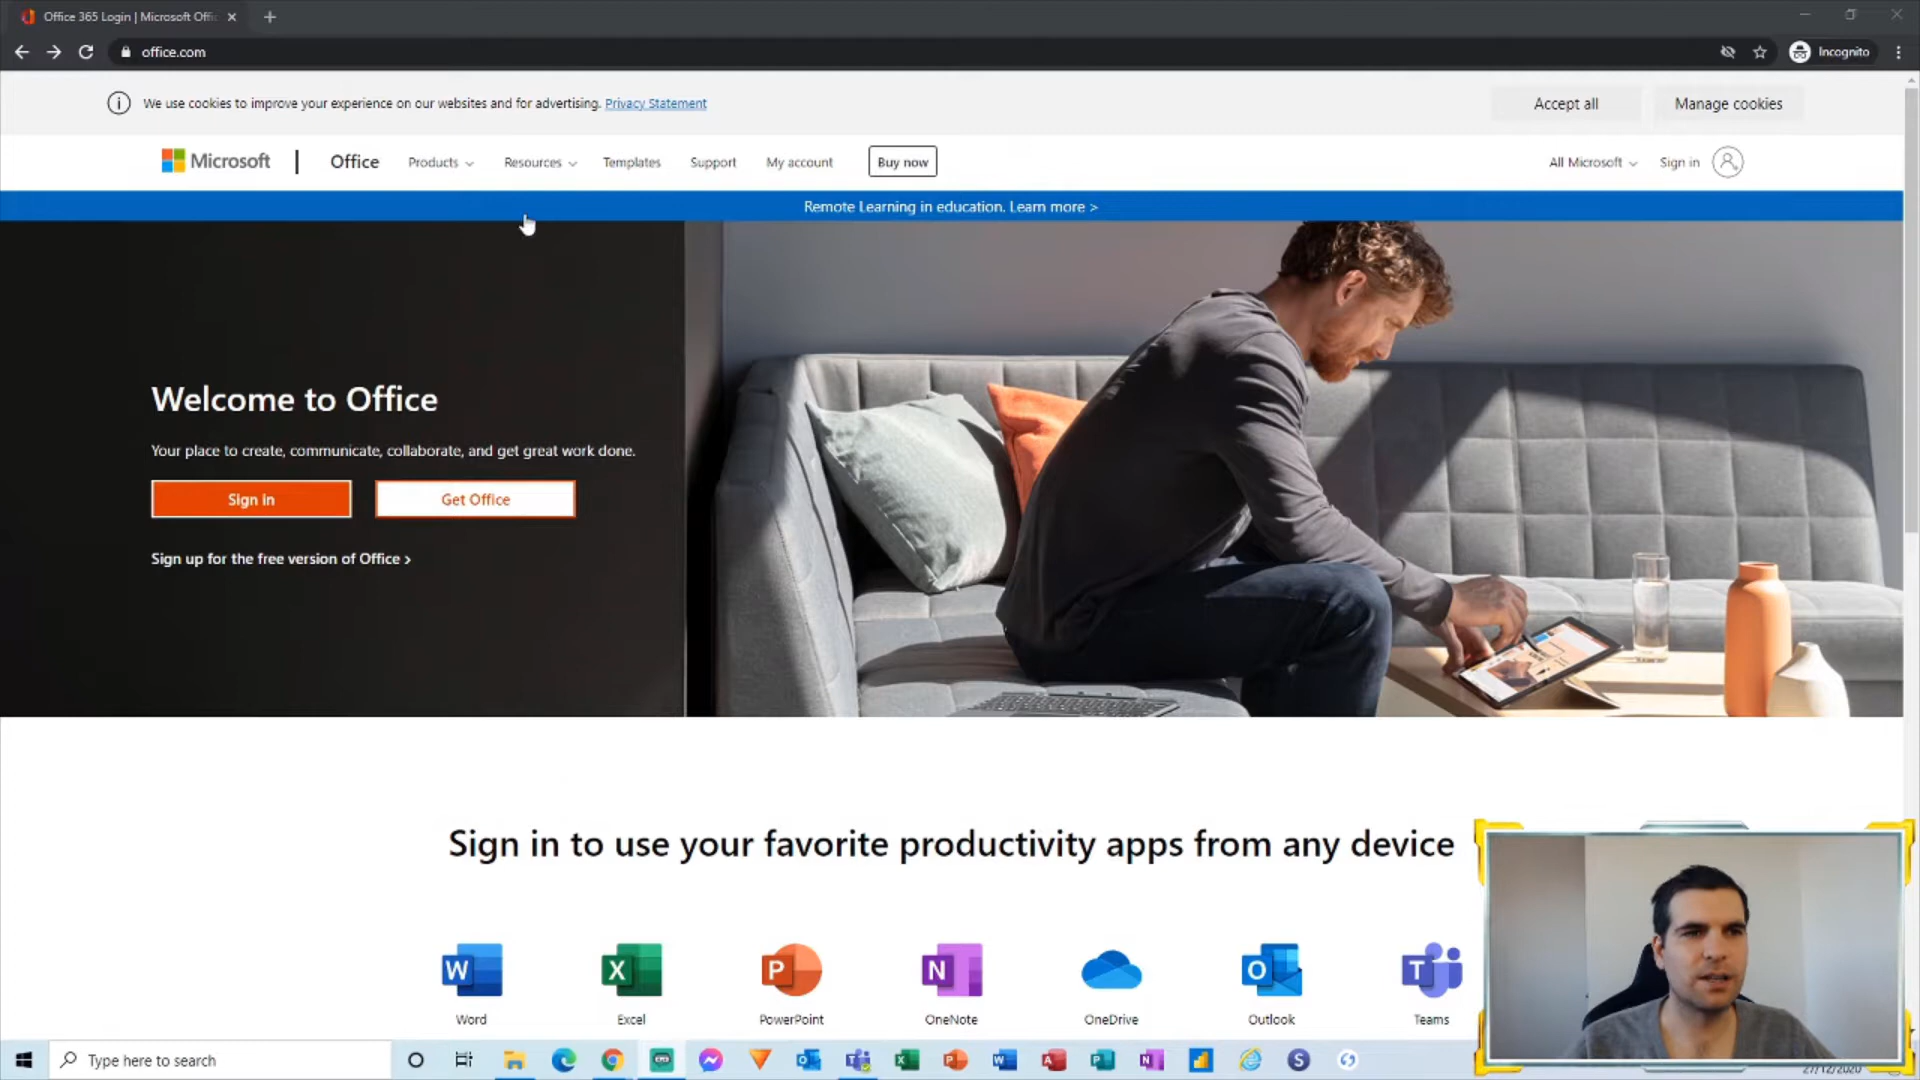 Office 365 Login | Microsoft Offic
office.com
Incognito
We use cookies to improve your experience on our websites and for advertising. Privacy Statement
Accept all
Manage cookies
Microsoft
Office
Products
Resources
Templates
Support
My account
Buy now
All Microsoft
Sign in
Remote Learning in education. Learn more >
Welcome to Office
Your place to create, communicate, collaborate, and get great work done.
Sign in
Get Office
Sign up for the free version of Office >
Sign in to use your favorite productivity apps from any device
Word
Excel
PowerPoint
OneNote
OneDrive
Outlook
Teams
Type here to search
27/12/2020